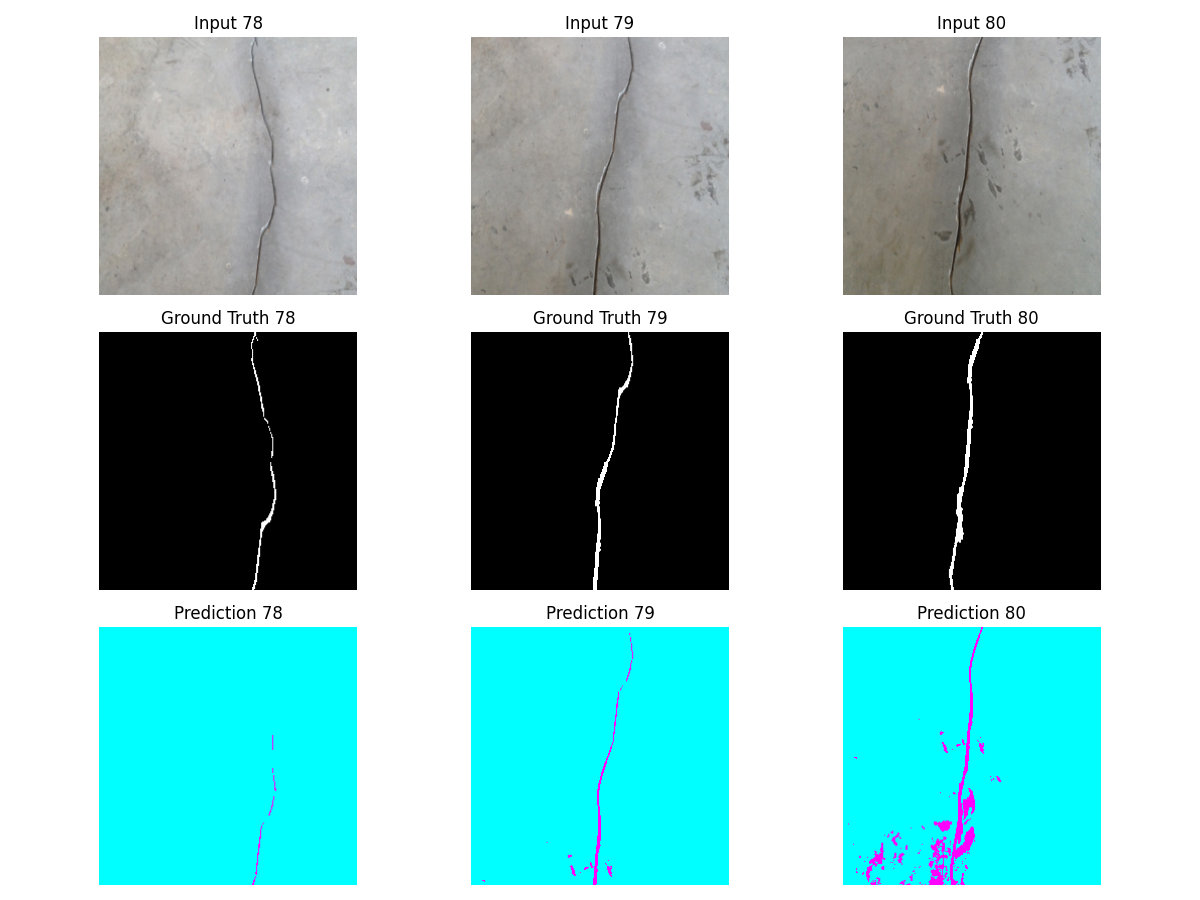 Input 78
Input 79
Input 80
Ground Truth 78
Ground Truth 79
Ground Truth 80
Prediction 78
Prediction 79
Prediction 80